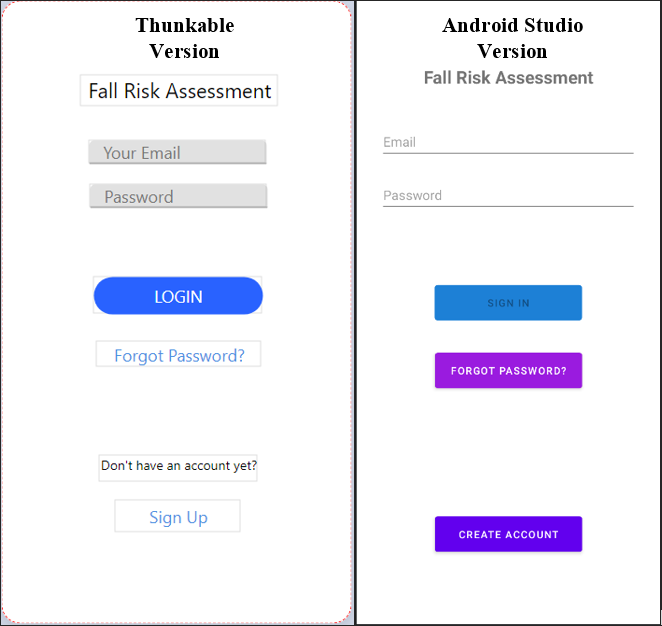 Thunkable
Version
Fall Risk Assessment
Your Email
Password
LOGIN
Forgot Password?
Don't have an account yet?
Sign Up
Android Studio
Version
Fall Risk Assessment
Email
Password
SIGN IN
FORGOT PASSWORD?
CREATE ACCOUNT